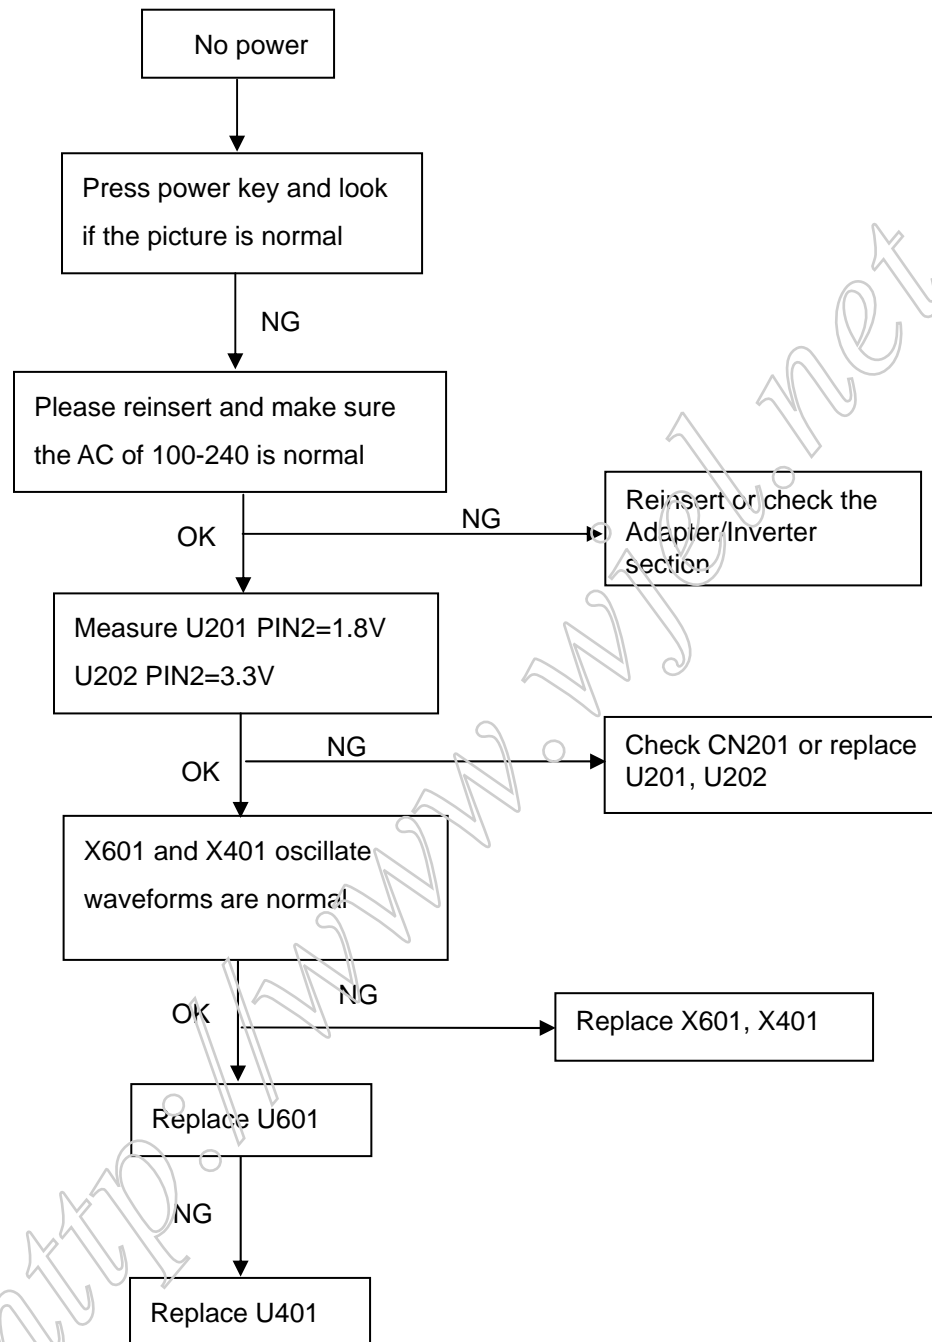 No power
Press power key and look
if the picture is normal
NG
Please reinsert and make sure
the AC of 100-240 is normal
OK
NG
Reinsert or check the
Adapter/Inverter
section
Measure U201 PIN2=1.8V
U202 PIN2=3.3V
OK
NG
Check CN201 or replace
U201, U202
X601 and X401 oscillate
waveforms are normal
OK
NG
Replace X601, X401
Replace U601
NG
Replace U401
http://www.wjel.net